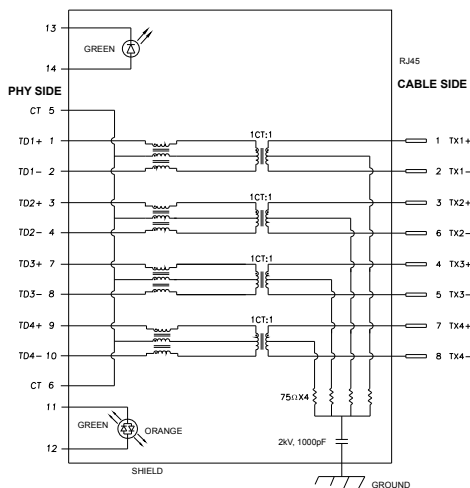 13
GREEN
14
RJ45
PHY SIDE
CABLE SIDE
CT 5
1CT:1
TD1+ 1
1 TX1+
TD1- 2
2 TX1-
1CT:1
TD2+ 3
3 TX2+
TD2- 4
6 TX2-
1CT:1
TD3+ 7
4 TX3+
TD3- 8
5 TX3-
1CT:1
TD4+ 9
7 TX4+
TD4- 10
8 TX4-
CT 6
75ΩX4
11
GREEN
ORANGE
2kV, 1000pF
12
SHIELD
GROUND